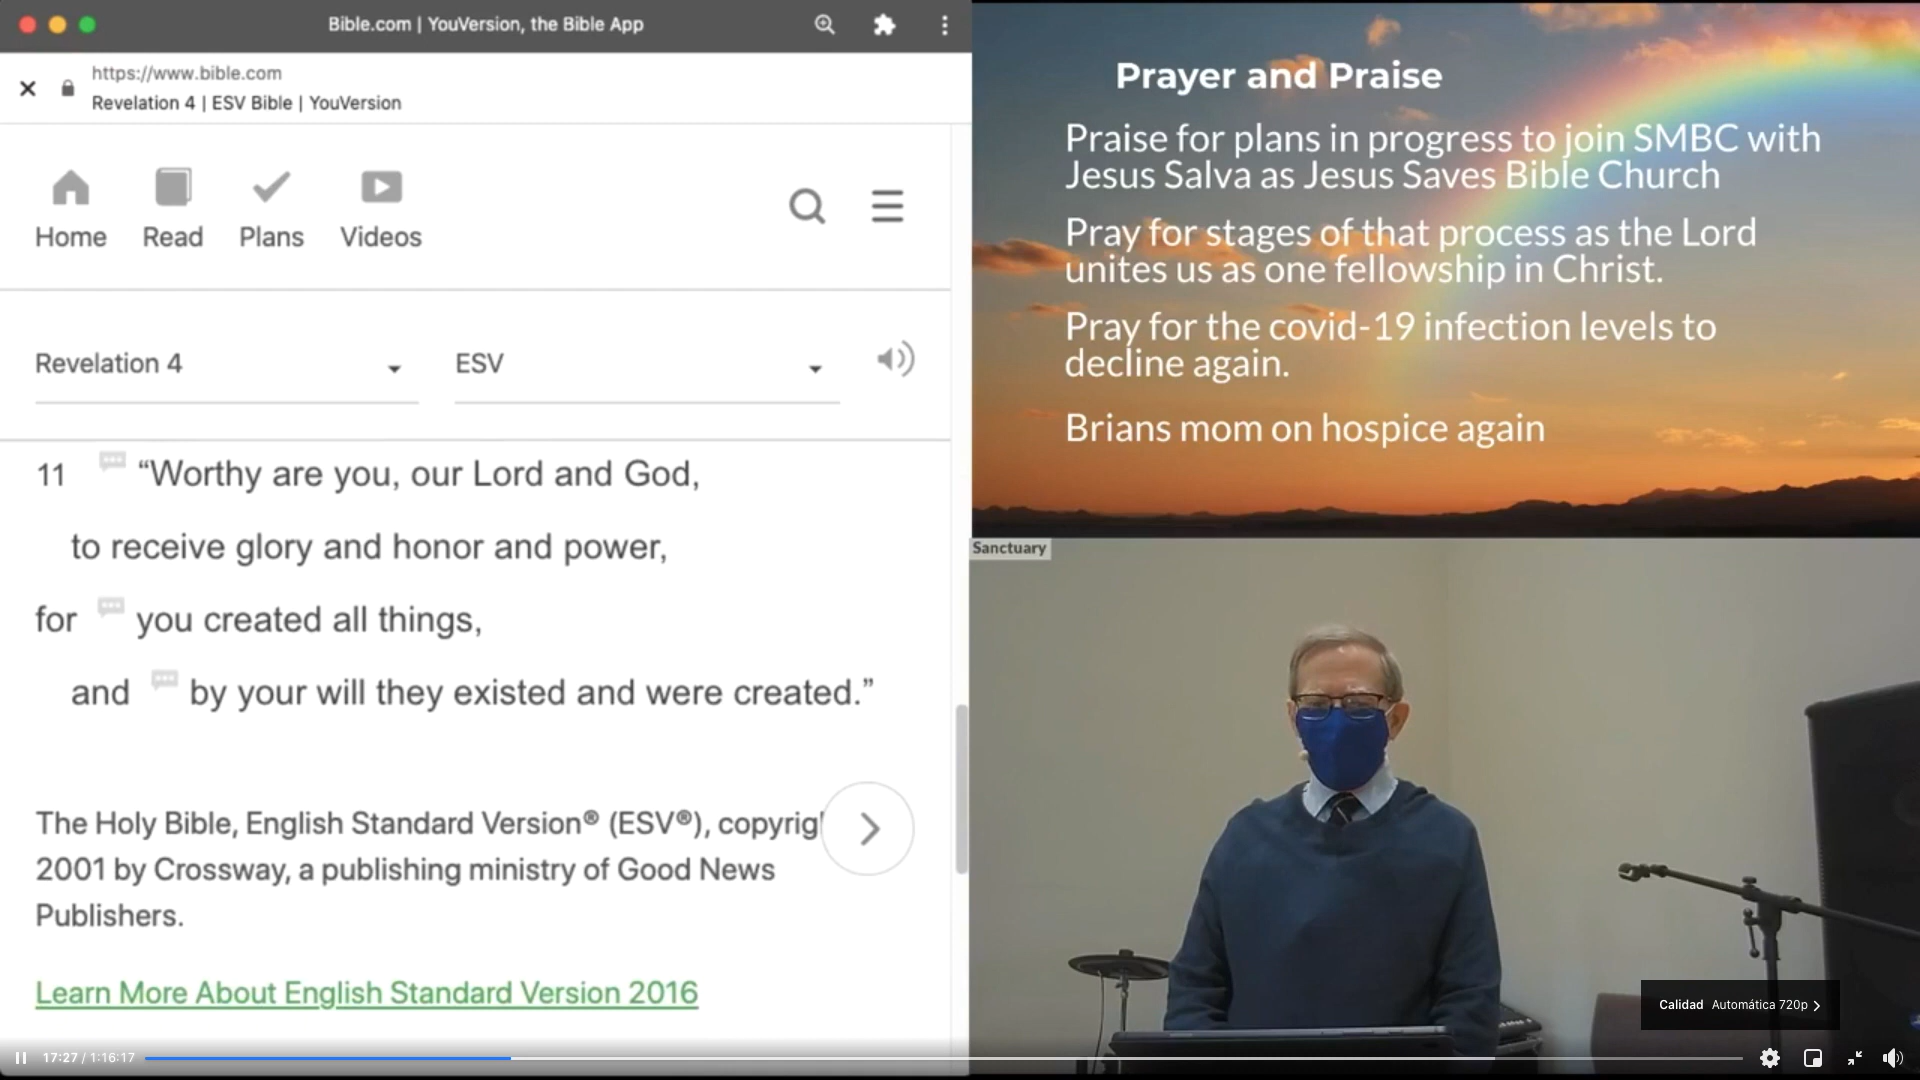 Bible.com | YouVersion, the Bible App
https://www.bible.com
Revelation 4 | ESV Bible | YouVersion
Home Read Plans Videos
Revelation 4 ESV
11 “Worthy are you, our Lord and God,
to receive glory and honor and power,
for you created all things,
and by your will they existed and were created.”
The Holy Bible, English Standard Version® (ESV®), copyrig
2001 by Crossway, a publishing ministry of Good News
Publishers.
Learn More About English Standard Version 2016
Prayer and Praise
Praise for plans in progress to join SMBC with
Jesus Salva as Jesus Saves Bible Church
Pray for stages of that process as the Lord
unites us as one fellowship in Christ.
Pray for the covid-19 infection levels to
decline again.
Brians mom on hospice again
Sanctuary
Calidad Automática 720p
17:27 / 1:16:17